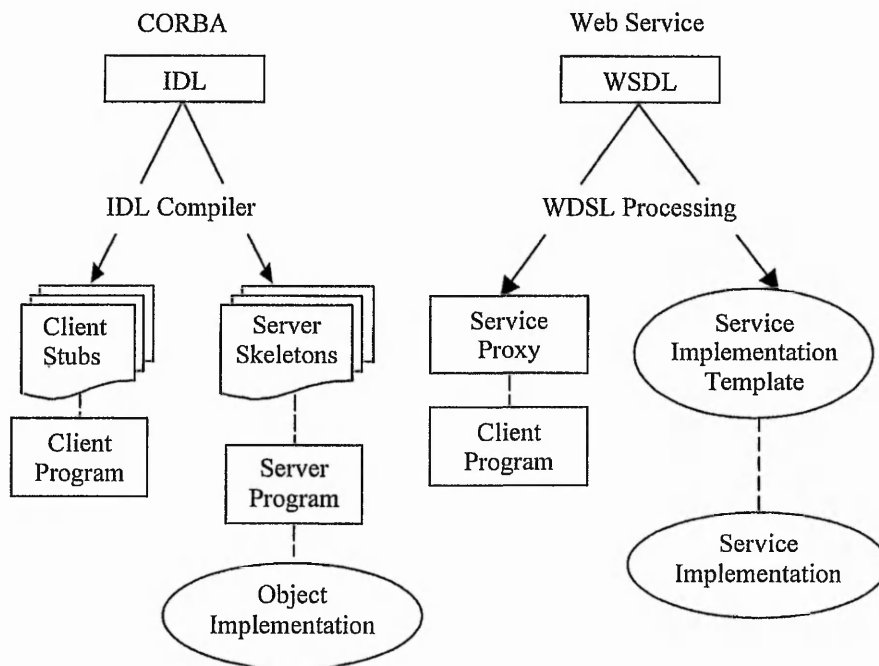 CORBA
IDL
IDL Compiler
Client
Stubs
Server
Skeletons
Client
Program
Server
Program
Object
Implementation
Web Service
WSDL
WDSL Processing
Service
Proxy
Client
Program
Service
Implementation
Template
Service
Implementation